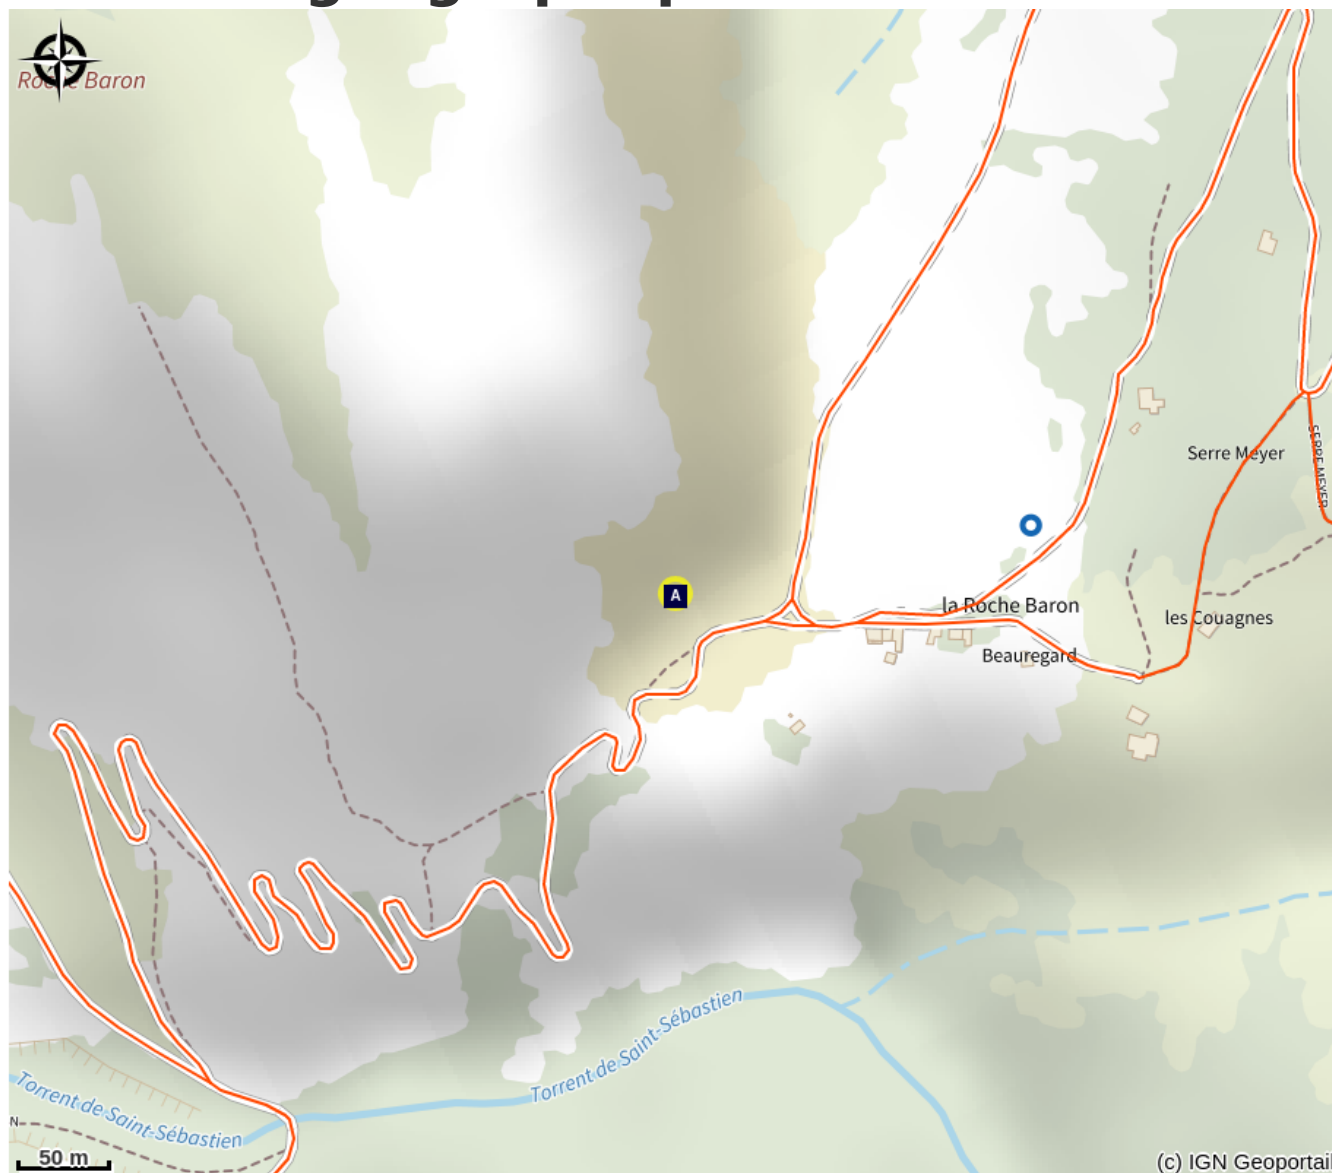 Roche Baron
A
Serre Meyer
SERRE MEYER
la Roche Baron
les Couagnes
Beauregard
Torrent de Saint-Sébastien
Torrent de Saint-Sébastien
N
50 m
(c) IGN Geoportail